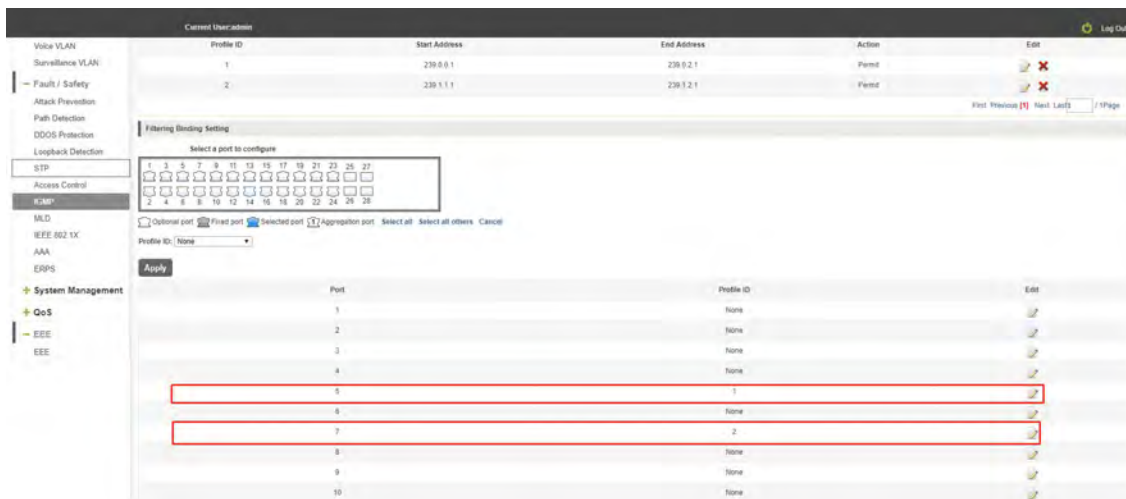 Current User:admin
Log Out
Voice VLAN
Surveillance VLAN
Fault / Safety
Attack Prevention
Path Detection
DDOS Protection
Loopback Detection
STP
Access Control
IGMP
MLD
IEEE 802.1X
AAA
ERPS
System Management
QoS
EEE
EEE
Profile ID Start Address End Address Action Edit
1 239.0.0.1 239.0.2.1 Permit
2 239.1.1.1 239.1.2.1 Permit
First Previous [1] Next Last 1 / 1Page
Filtering Binding Setting
Select a port to configure
1 3 5 7 9 11 13 15 17 19 21 23 25 27
2 4 6 8 10 12 14 16 18 20 22 24 26 28
Optional port Fixed port Selected port 1 Aggregation port Select all Select all others Cancel
Profile ID: None
Apply
Port Profile ID Edit
1 None
2 None
3 None
4 None
5 1
6 None
7 2
8 None
9 None
10 None